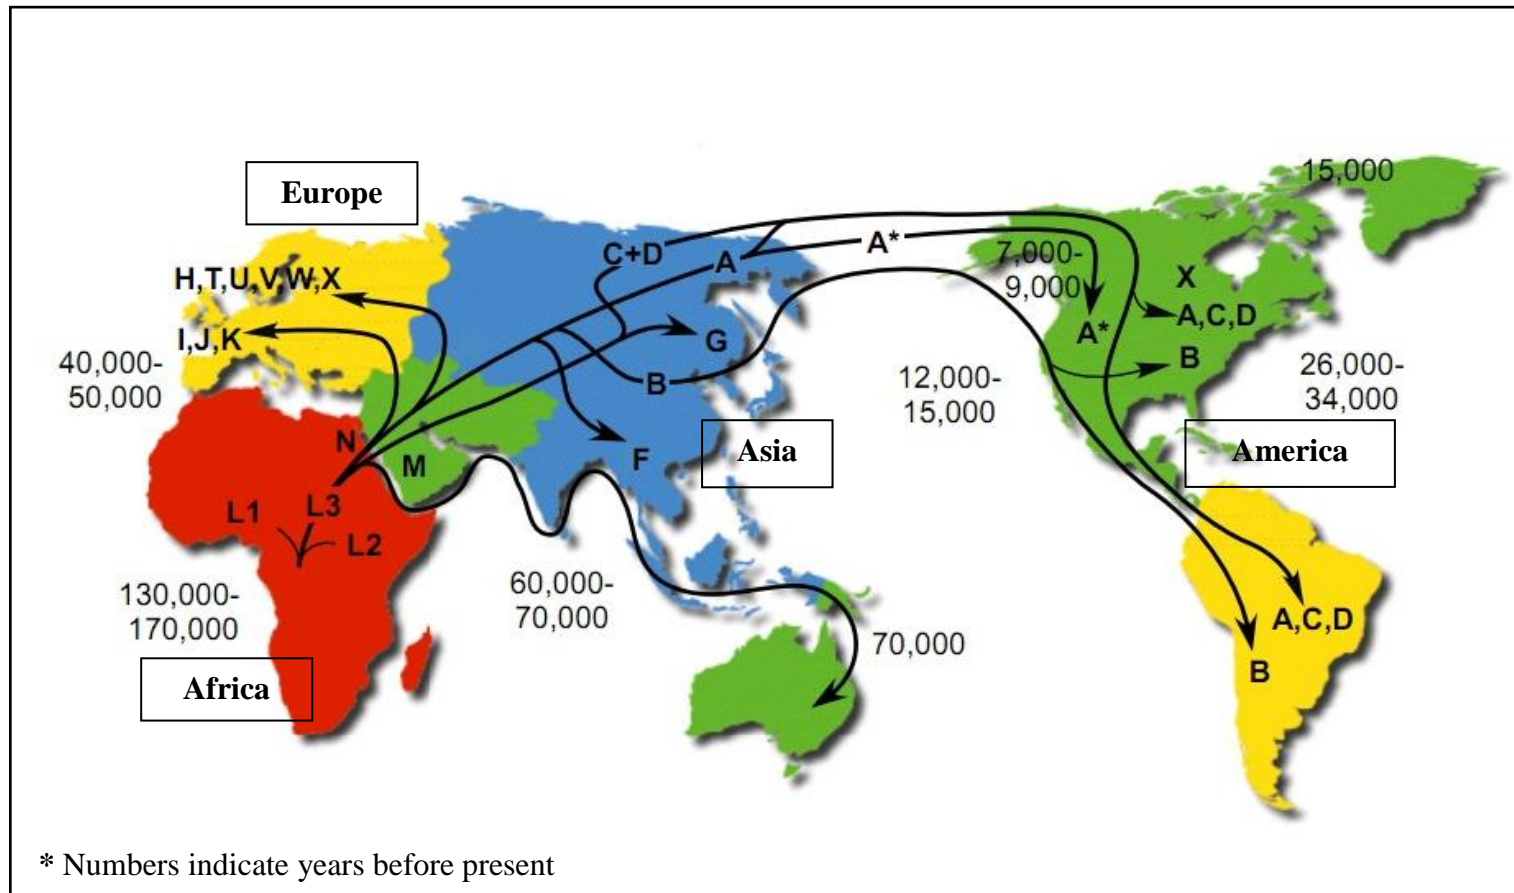 15,000
Europe
C+D
A
A*
7,000-
9,000
X
H,T,U,V,W,X
A,C,D
I,J,K
G
A*
40,000-
50,000
B
B
12,000-
15,000
26,000-
34,000
N
M
F
Asia
America
L1
L3
L2
130,000-
170,000
60,000-
70,000
70,000
A,C,D
B
Africa
* Numbers indicate years before present